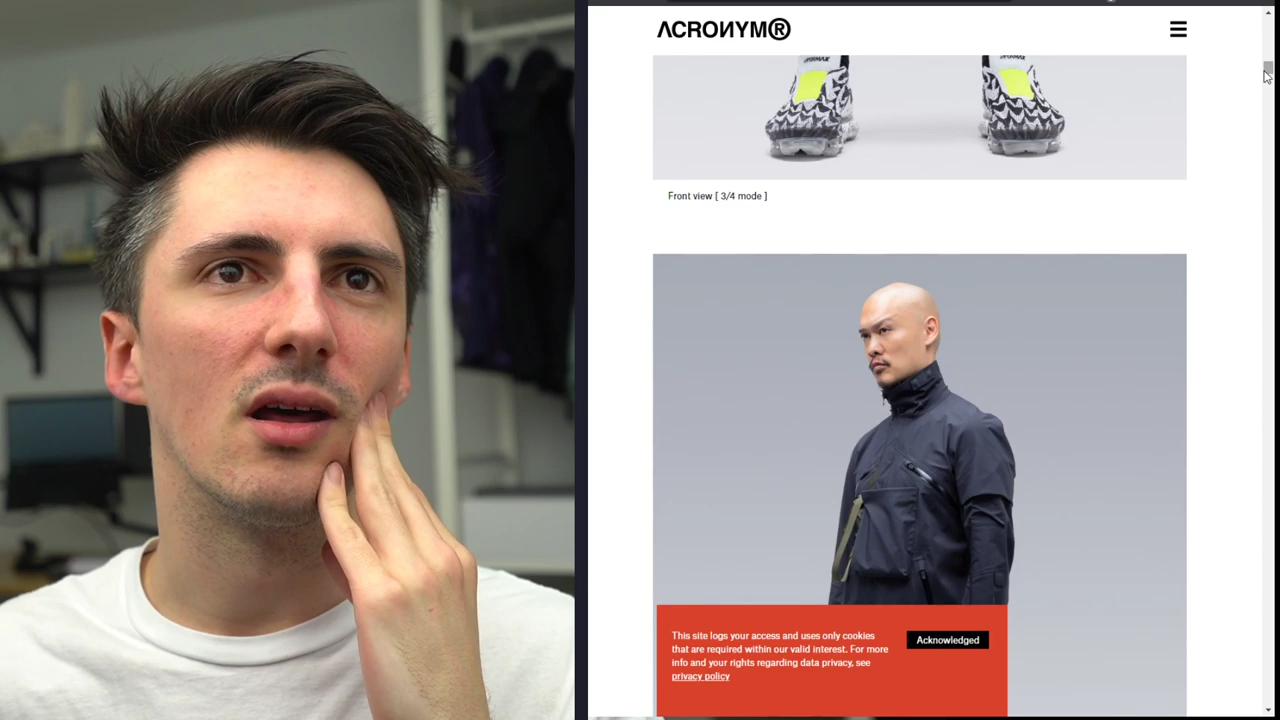 ACRONYM®
Front view [ 3/4 mode ]
This site logs your access and uses only cookies
that are required within our valid interest. For more
info and your rights regarding data privacy, see
privacy policy
Acknowledged